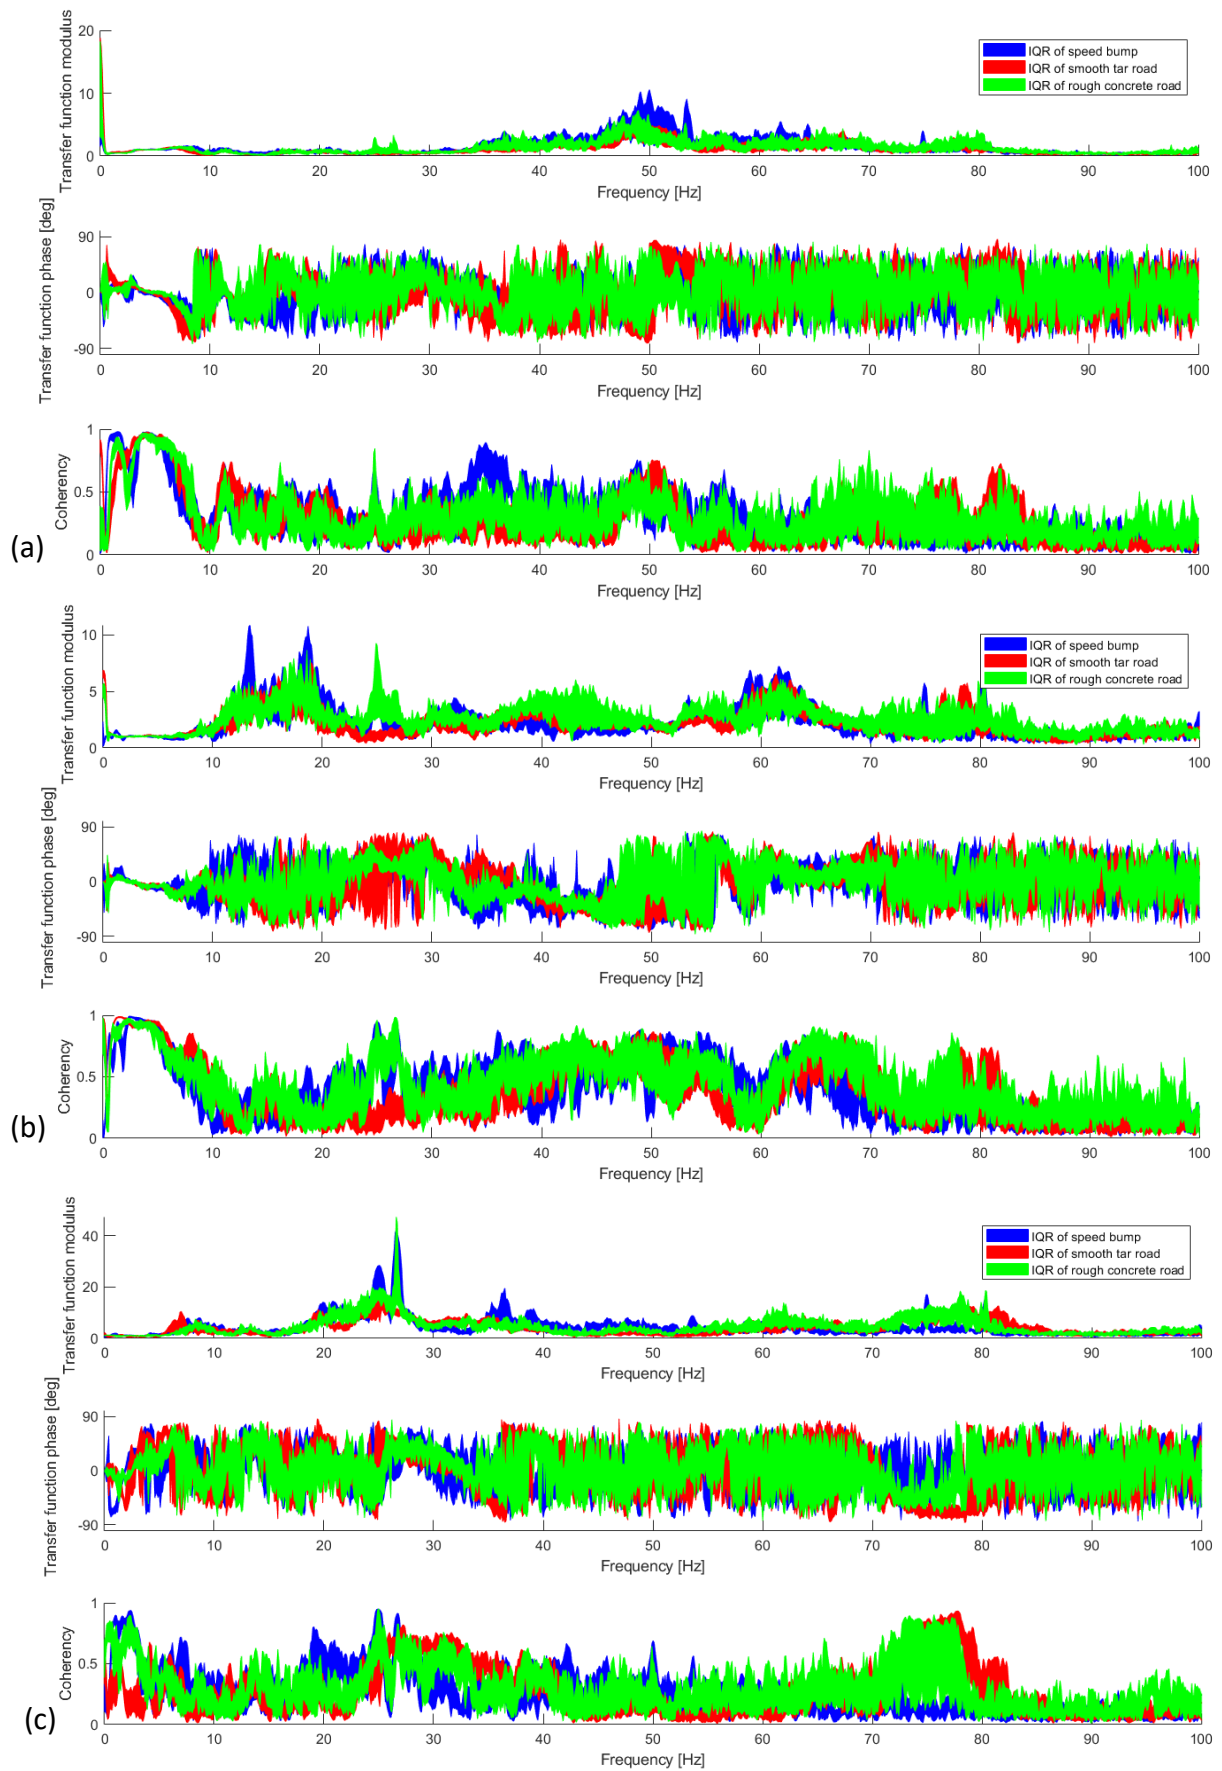 Transfer function modulus
20
10
0
0 10 20 30 40 50 60 70 80 90 100
Frequency [Hz]
IQR of speed bump
IQR of smooth tar road
IQR of rough concrete road
Transfer function phase [deg]
90
0
-90
0 10 20 30 40 50 60 70 80 90 100
Frequency [Hz]
Coherency
1
0.5
0
0 10 20 30 40 50 60 70 80 90 100
Frequency [Hz]
(a)
Transfer function modulus
10
5
0
0 10 20 30 40 50 60 70 80 90 100
Frequency [Hz]
IQR of speed bump
IQR of smooth tar road
IQR of rough concrete road
Transfer function phase [deg]
90
0
-90
0 10 20 30 40 50 60 70 80 90 100
Frequency [Hz]
Coherency
1
0.5
0
0 10 20 30 40 50 60 70 80 90 100
Frequency [Hz]
(b)
Transfer function modulus
40
20
0
0 10 20 30 40 50 60 70 80 90 100
Frequency [Hz]
IQR of speed bump
IQR of smooth tar road
IQR of rough concrete road
Transfer function phase [deg]
90
0
-90
0 10 20 30 40 50 60 70 80 90 100
Frequency [Hz]
Coherency
1
0.5
0
0 10 20 30 40 50 60 70 80 90 100
Frequency [Hz]
(c)